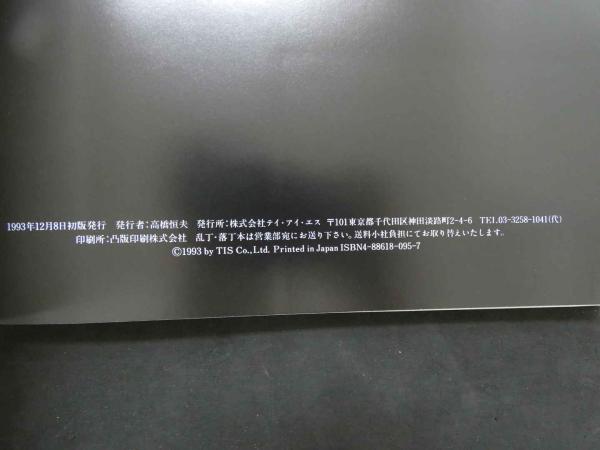 1993年12月8日初版発行 発行者:高橋恒夫 発行所:株式会社テイ・アイ・エス 〒101東京都千代田区神田淡路町2-4-6 TEL03-3258-1041(代)
印刷所:凸版印刷株式会社 乱丁・落丁本は営業部宛にお送り下さい。送料小社負担にてお取り替えいたします。
©1993 by TIS Co.,Ltd. Printed in Japan ISBN4-88618-095-7